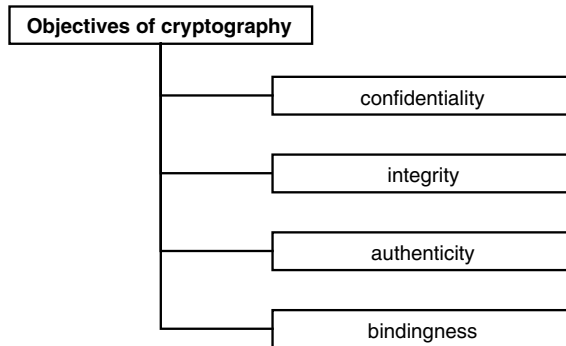 Objectives of cryptography
confidentiality
integrity
authenticity
bindingness